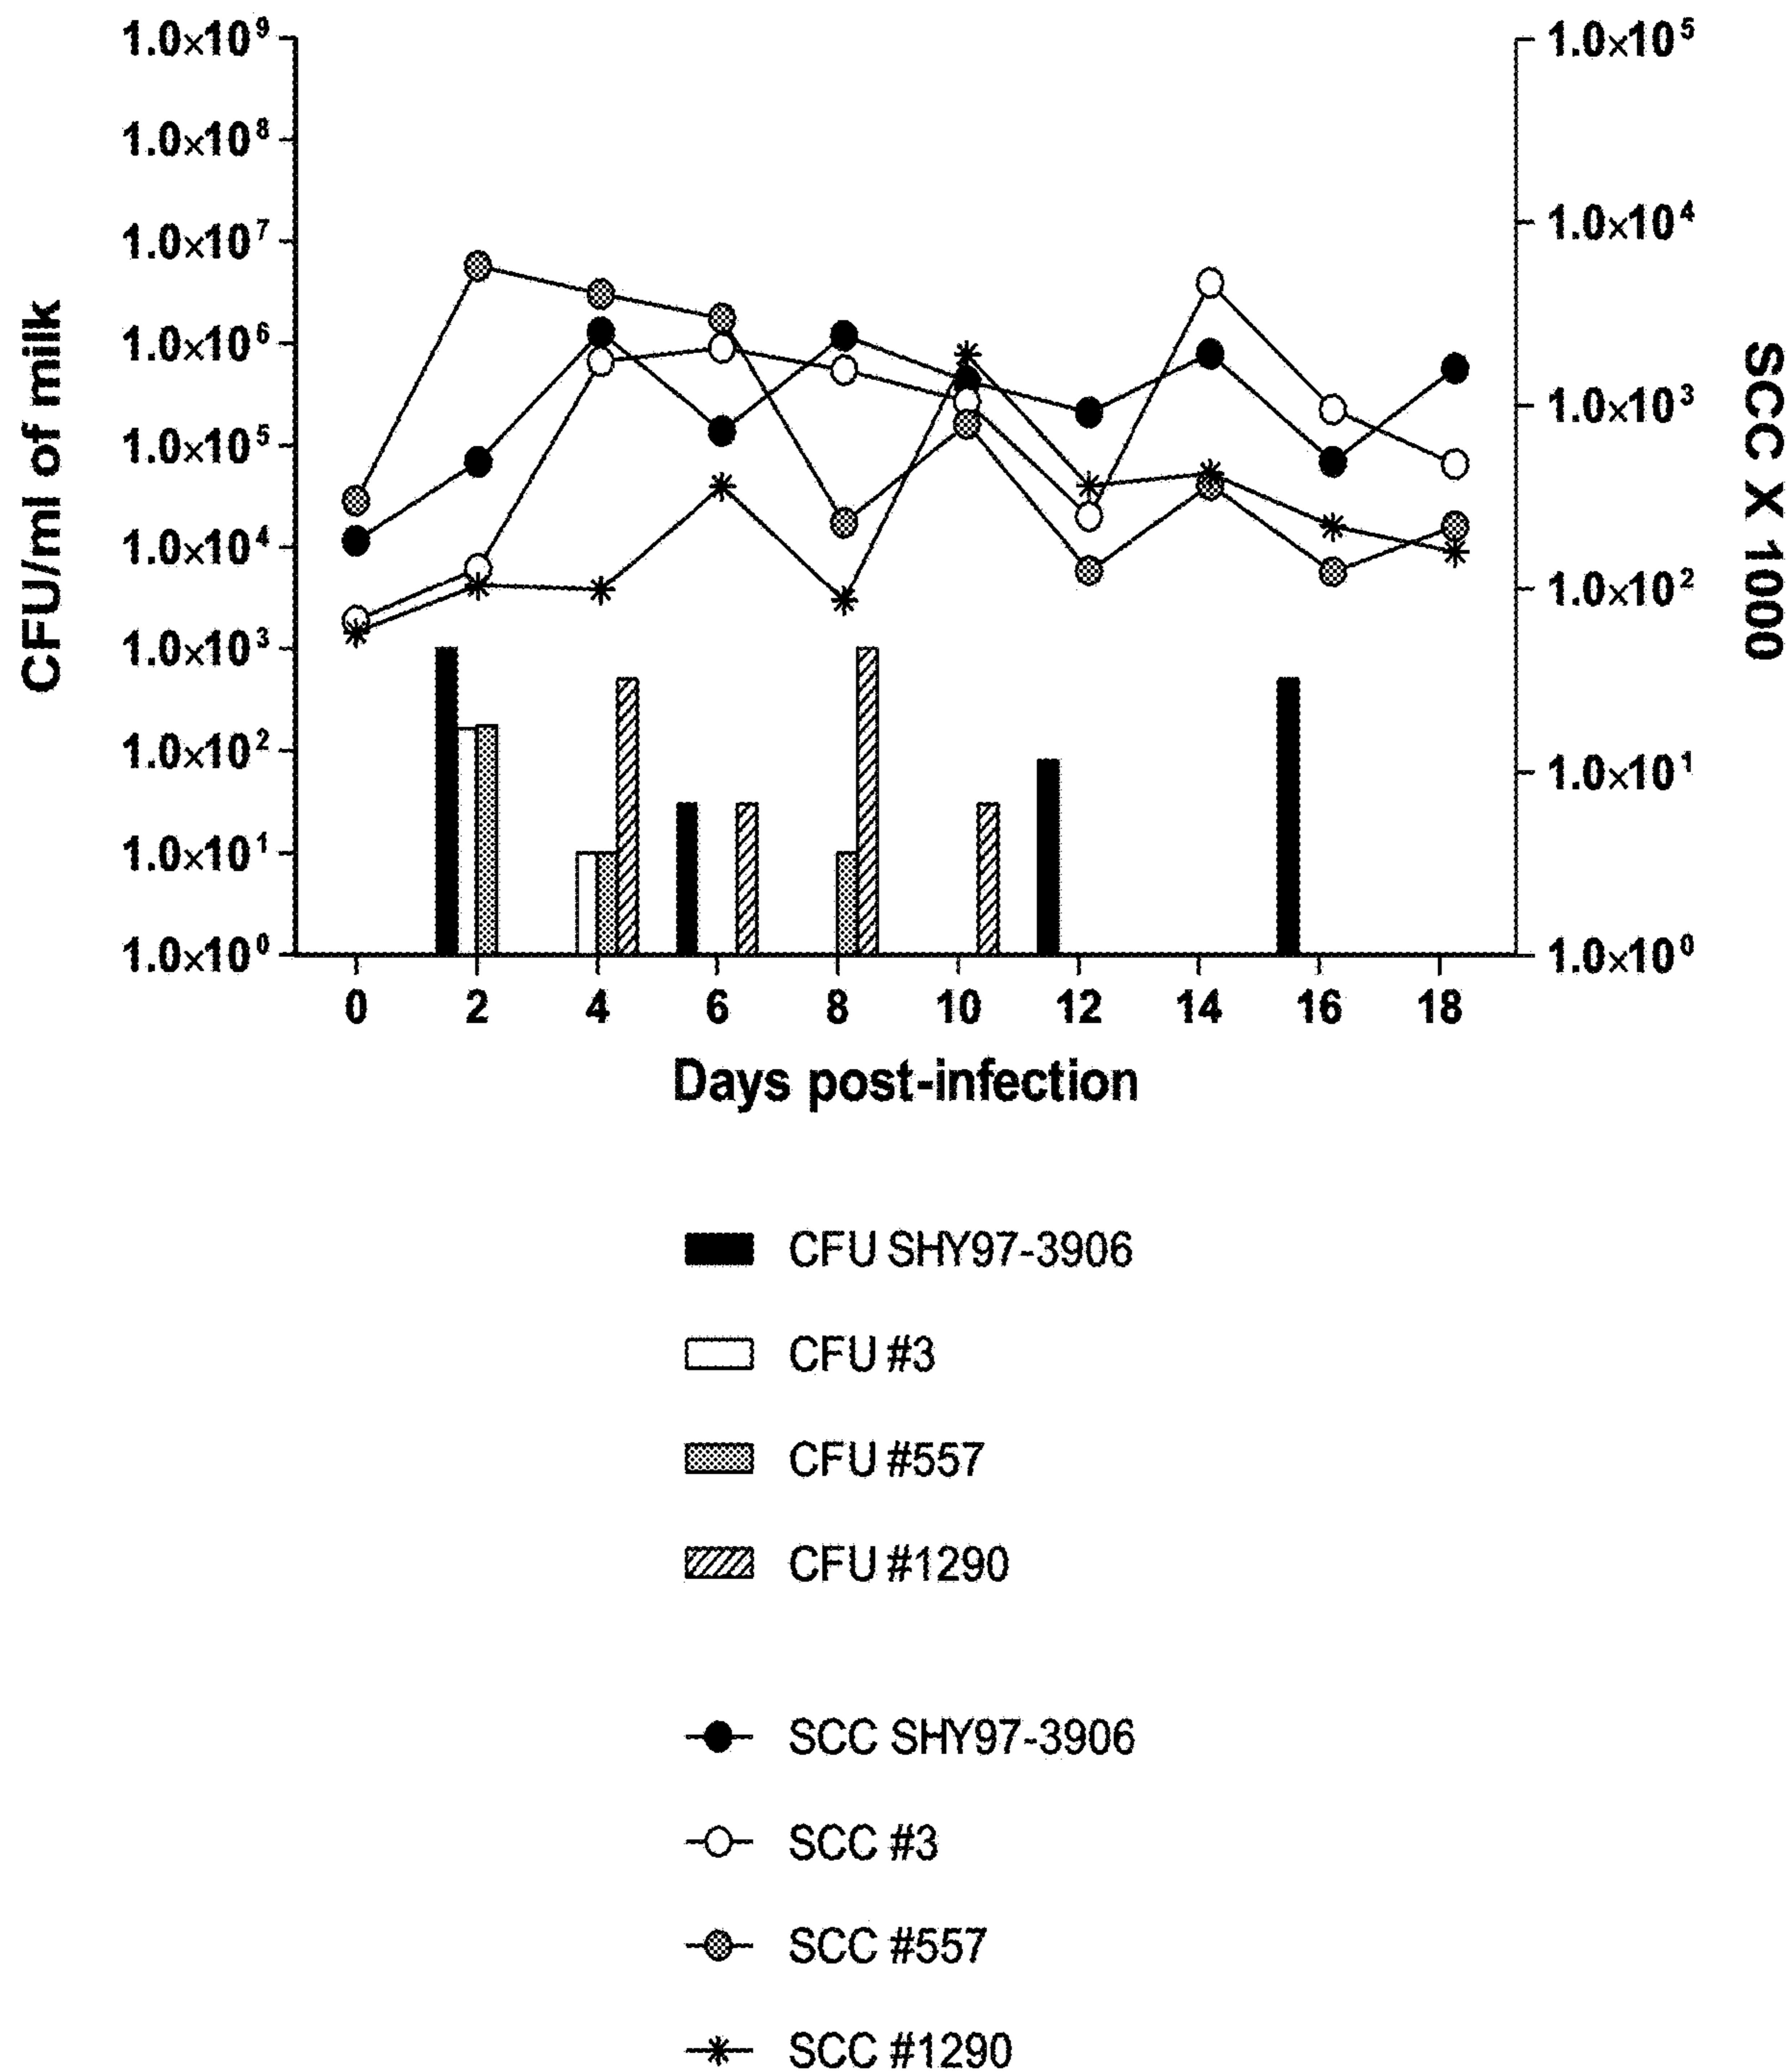 CFU/ml of milk
1.0×10⁹
1.0×10⁸
1.0×10⁷
1.0×10⁶
1.0×10⁵
1.0×10⁴
1.0×10³
1.0×10²
1.0×10¹
1.0×10⁰
1.0×10⁵
1.0×10⁴
1.0×10³
1.0×10²
1.0×10¹
1.0×10⁰
SCC X 1000
0 2 4 6 8 10 12 14 16 18
Days post-infection
CFU SHY97-3906
CFU #3
CFU #557
CFU #1290
SCC SHY97-3906
SCC #3
SCC #557
SCC #1290